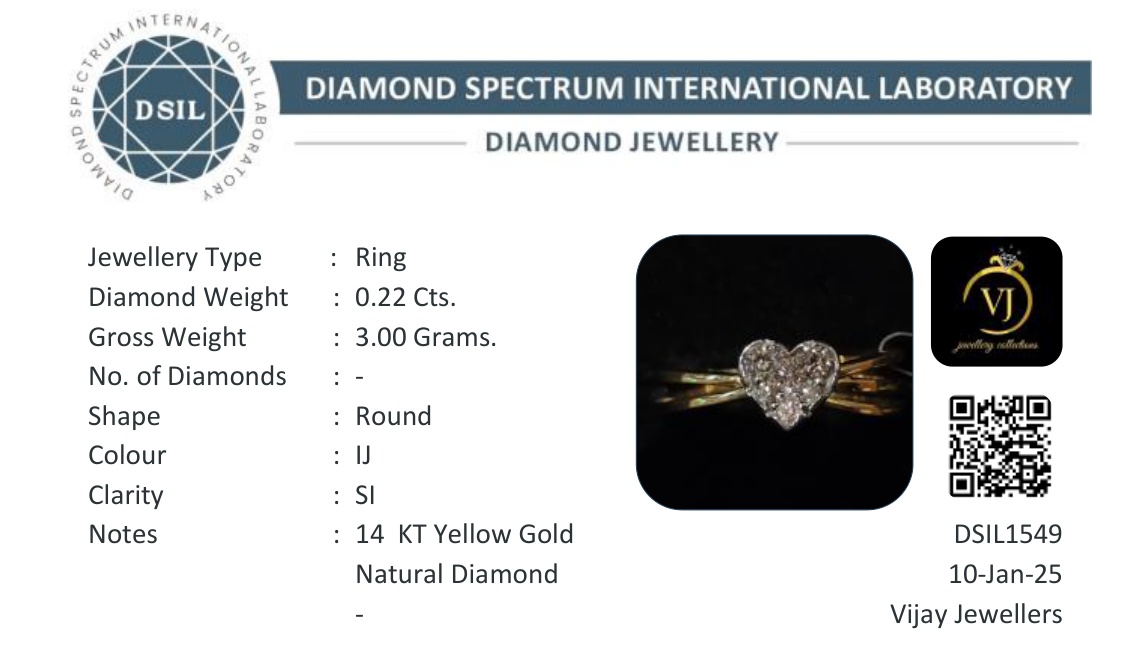 DIAMOND SPECTRUM INTERNATIONAL LABORATORY
DSIL
DIAMOND SPECTRUM INTERNATIONAL LABORATORY
DIAMOND JEWELLERY
Jewellery Type : Ring
Diamond Weight : 0.22 Cts.
Gross Weight : 3.00 Grams.
No. of Diamonds : -
Shape : Round
Colour : IJ
Clarity : SI
Notes : 14 KT Yellow Gold
Natural Diamond
-
VJ
jewellery collections
DSIL1549
10-Jan-25
Vijay Jewellers